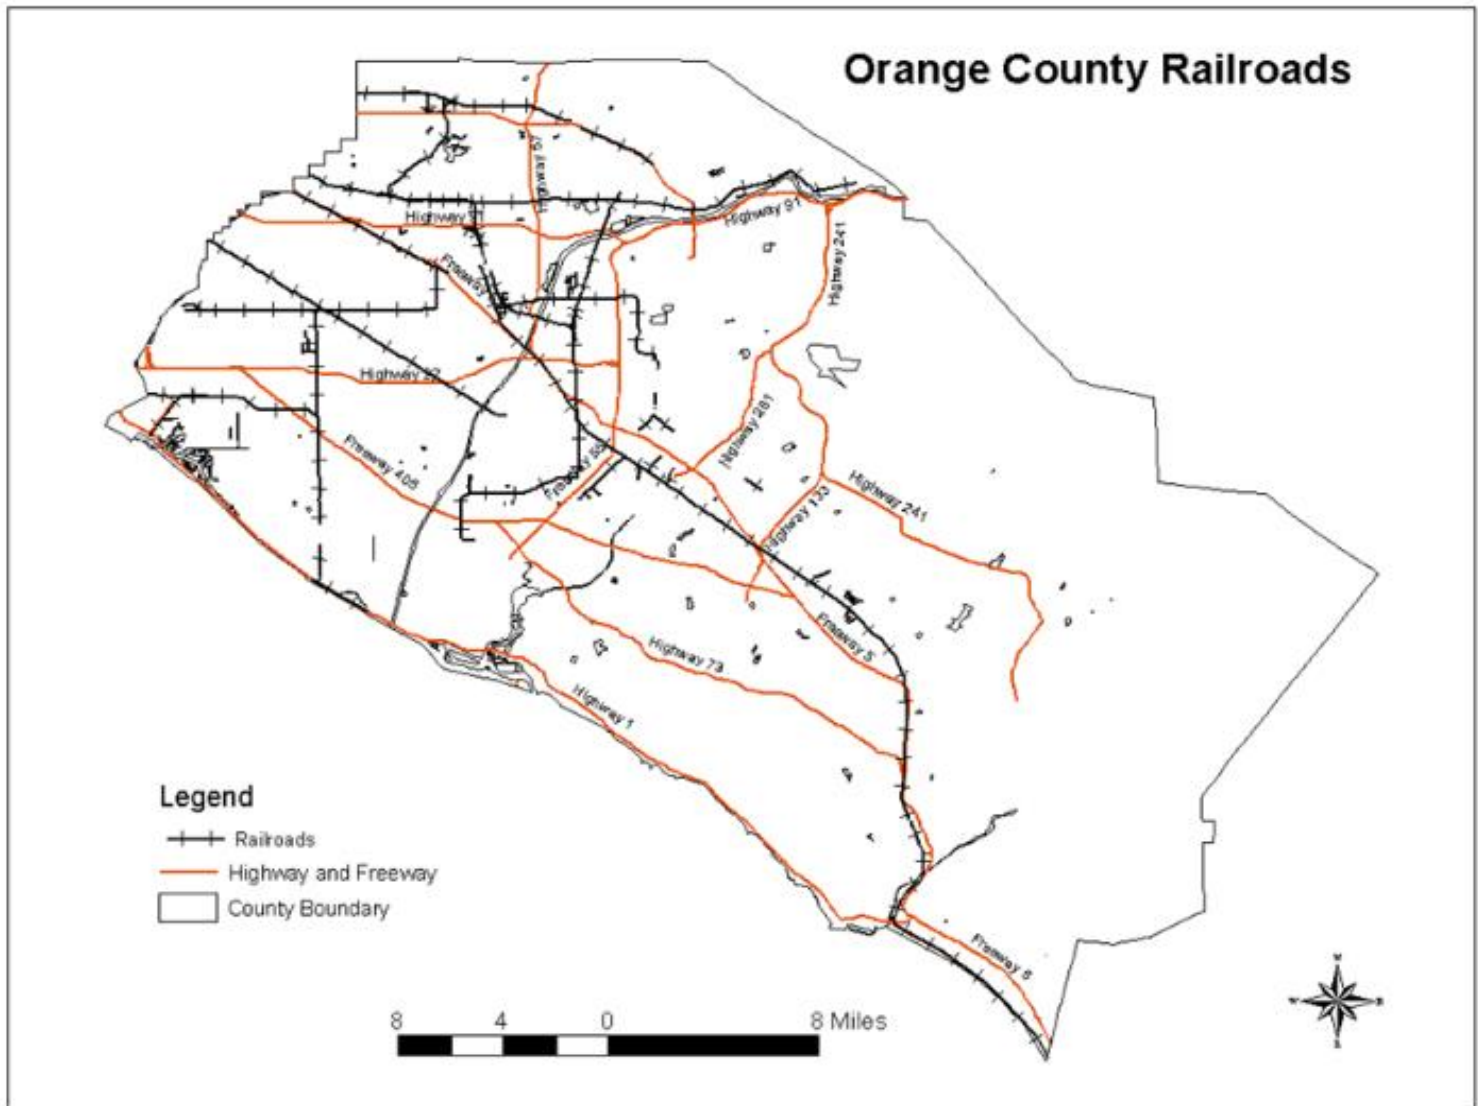 Orange County Railroads
Highway 57
Highway 91
Highway 91
Highway 241
Freeway
Highway 22
Highway 261
Freeway 405
Freeway 55
Highway 133
Highway 241
Freeway 5
Highway 73
Highway 1
Legend
Railroads
Highway and Freeway
County Boundary
Freeway
8 4 0 8 Miles